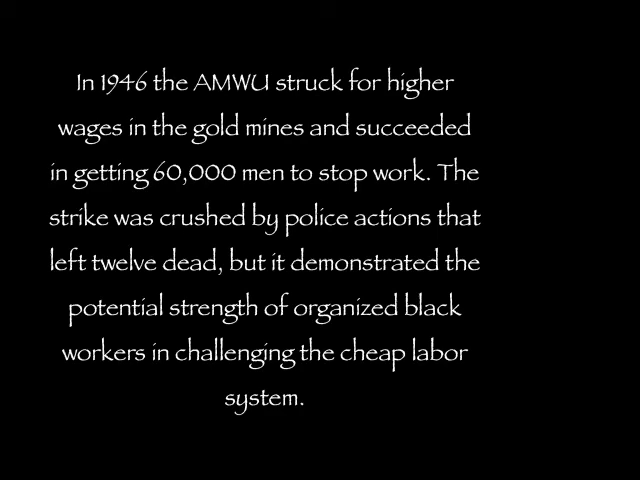 In 1946 the AMWU struck for higher
wages in the gold mines and succeeded
in getting 60,000 men to stop work. The
strike was crushed by police actions that
left twelve dead, but it demonstrated the
potential strength of organized black
workers in challenging the cheap labor
system.